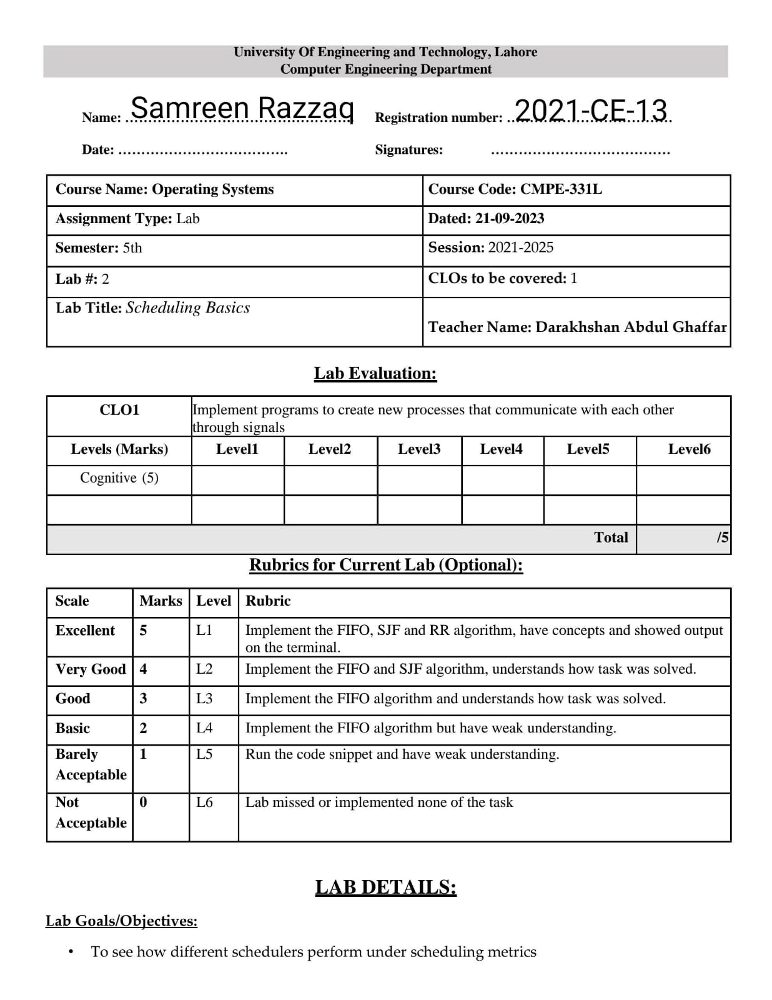 University Of Engineering and Technology, Lahore
Computer Engineering Department
Name: ..Samreen Razzaq Registration number: ..2021-CE-13.
Date: ………………………………. Signatures: …………………………………
Course Name: Operating Systems Course Code: CMPE-331L
Assignment Type: Lab Dated: 21-09-2023
Semester: 5th Session: 2021-2025
Lab #: 2 CLOs to be covered: 1
Lab Title: Scheduling Basics
Teacher Name: Darakhshan Abdul Ghaffar
Lab Evaluation:
CLO1 Implement programs to create new processes that communicate with each other
through signals
Levels (Marks) Level1 Level2 Level3 Level4 Level5 Level6
Cognitive (5)
Total /5
Rubrics for Current Lab (Optional):
Scale Marks Level Rubric
Excellent 5 L1 Implement the FIFO, SJF and RR algorithm, have concepts and showed output
on the terminal.
Very Good 4 L2 Implement the FIFO and SJF algorithm, understands how task was solved.
Good 3 L3 Implement the FIFO algorithm and understands how task was solved.
Basic 2 L4 Implement the FIFO algorithm but have weak understanding.
Barely 1 L5 Run the code snippet and have weak understanding.
Acceptable
Not 0 L6 Lab missed or implemented none of the task
Acceptable
LAB DETAILS:
Lab Goals/Objectives:
• To see how different schedulers perform under scheduling metrics